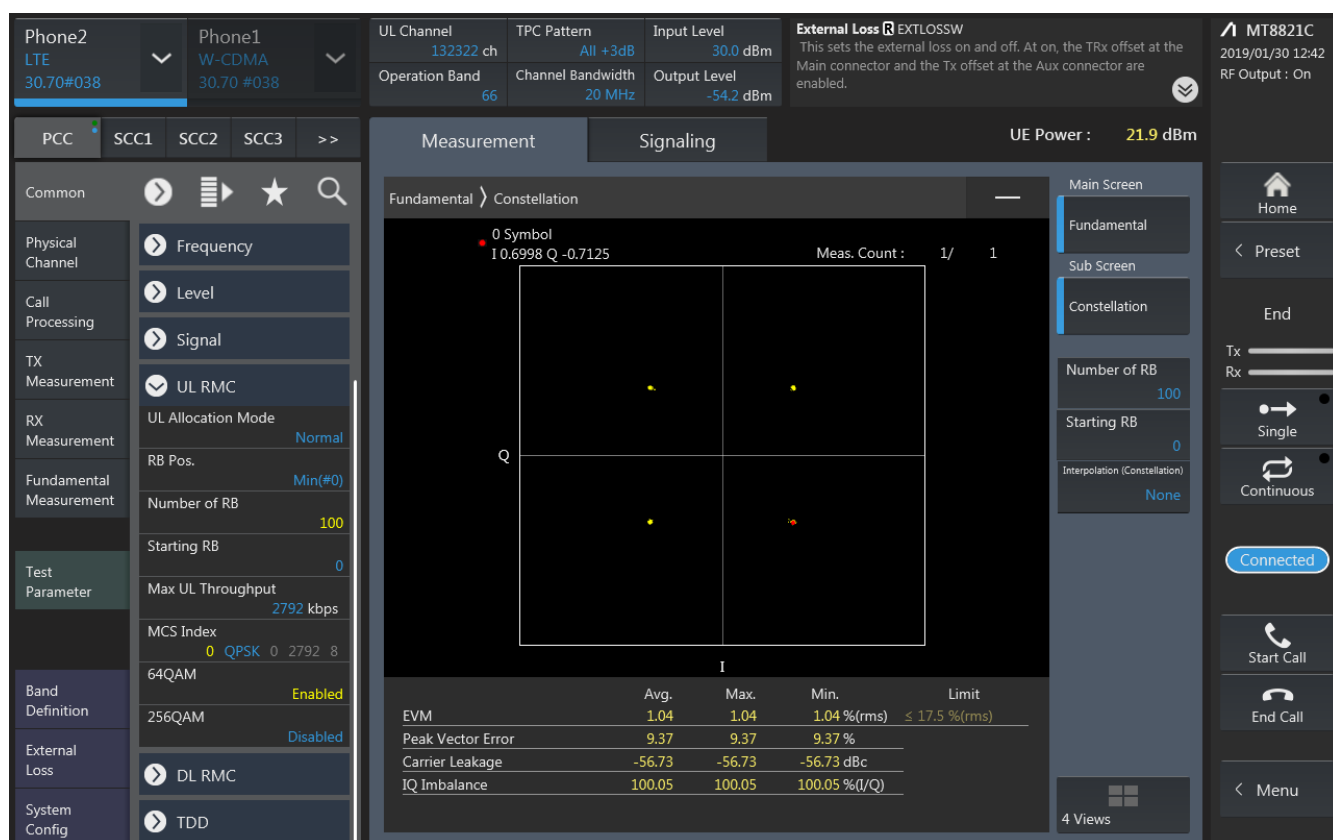 Phone2
LTE
30.70#038
Phone1
W-CDMA
30.70 #038
UL Channel
132322 ch
TPC Pattern
All +3dB
Input Level
30.0 dBm
Operation Band
66
Channel Bandwidth
20 MHz
Output Level
-54.2 dBm
External Loss R EXTLOSSW
This sets the external loss on and off. At on, the TRx offset at the
Main connector and the Tx offset at the Aux connector are
enabled.
MT8821C
2019/01/30 12:42
RF Output : On
PCC SCC1 SCC2 SCC3 >>
Measurement Signaling
UE Power : 21.9 dBm
Common
Physical
Channel
Call
Processing
TX
Measurement
RX
Measurement
Fundamental
Measurement
Test
Parameter
Band
Definition
External
Loss
System
Config
Frequency
Level
Signal
UL RMC
UL Allocation Mode
Normal
RB Pos.
Min(#0)
Number of RB
100
Starting RB
0
Max UL Throughput
2792 kbps
MCS Index
0 QPSK 0 2792 8
64QAM
Enabled
256QAM
Disabled
DL RMC
TDD
Fundamental ❭ Constellation
0 Symbol
I 0.6998 Q -0.7125
Meas. Count : 1/ 1
Q
I
Avg. Max. Min. Limit
EVM 1.04 1.04 1.04 %(rms) ≤ 17.5 %(rms)
Peak Vector Error 9.37 9.37 9.37 %
Carrier Leakage -56.73 -56.73 -56.73 dBc
IQ Imbalance 100.05 100.05 100.05 %(I/Q)
Main Screen
Fundamental
Sub Screen
Constellation
Number of RB
100
Starting RB
0
Interpolation (Constellation)
None
4 Views
Home
< Preset
End
Tx
Rx
Single
Continuous
Connected
Start Call
End Call
< Menu